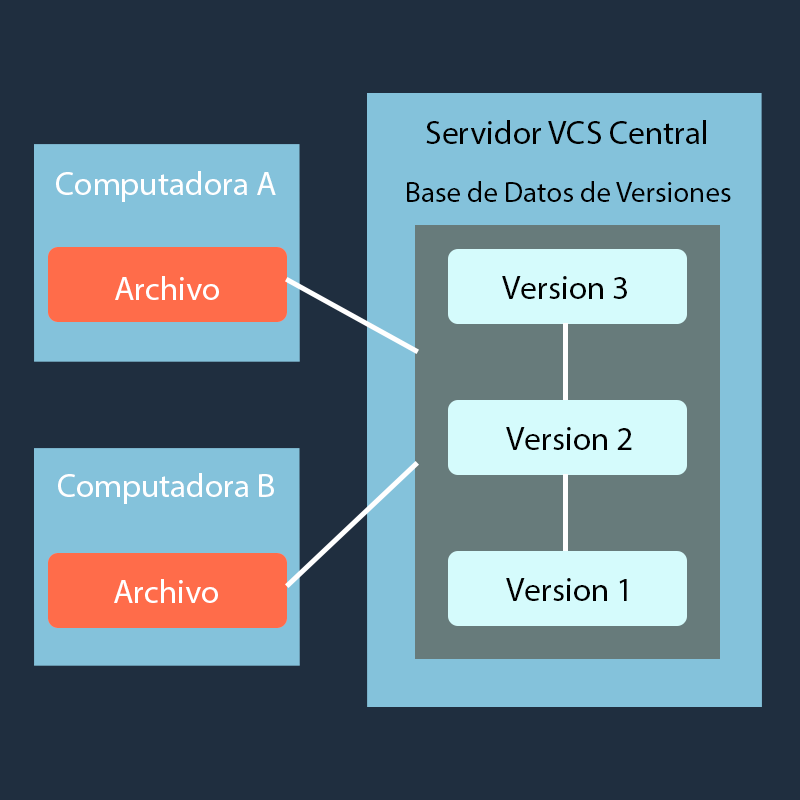 Computadora A
Archivo
Computadora B
Archivo
Servidor VCS Central
Base de Datos de Versiones
Version 3
Version 2
Version 1